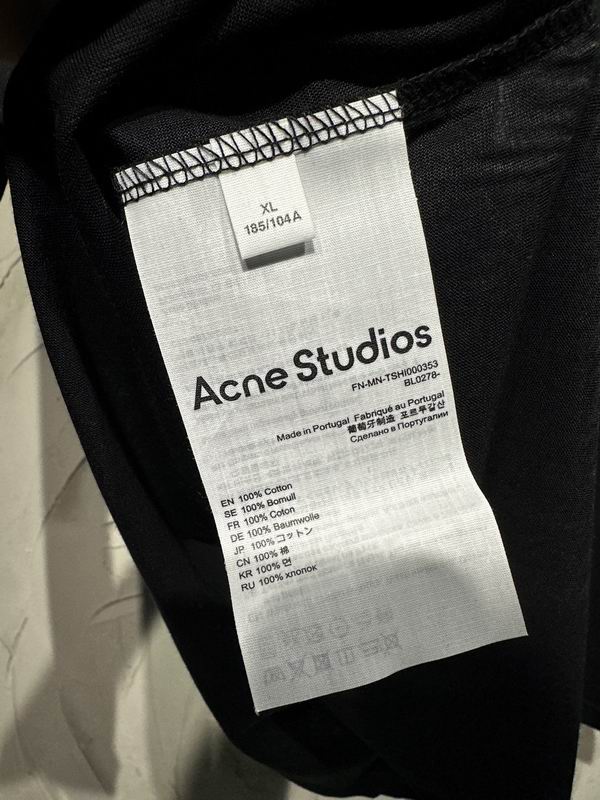 XL
185/104A
Acne Studios
FN-MN-TSHI000353
BL0278-
Made in Portugal Fabriqué au Portugal
葡萄牙制造 포르투갈산
Сделано в Португалии
EN 100% Cotton
SE 100% Bomull
FR 100% Coton
DE 100% Baumwolle
JP 100% コットン
CN 100% 棉
KR 100% 면
RU 100% хлопок